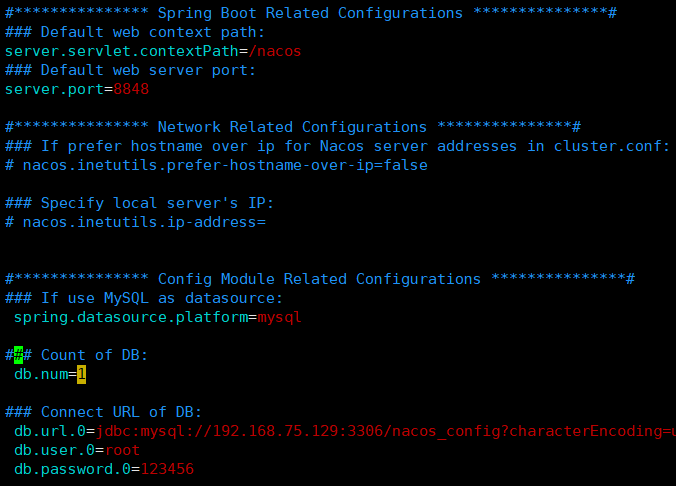 #*************** Spring Boot Related Configurations ***************#
### Default web context path:
server.servlet.contextPath=/nacos
### Default web server port:
server.port=8848
#*************** Network Related Configurations ***************#
### If prefer hostname over ip for Nacos server addresses in cluster.conf:
# nacos.inetutils.prefer-hostname-over-ip=false
### Specify local server's IP:
# nacos.inetutils.ip-address=
#*************** Config Module Related Configurations ***************#
### If use MySQL as datasource:
spring.datasource.platform=mysql
### Count of DB:
db.num=1
### Connect URL of DB:
db.url.0=jdbc:mysql://192.168.75.129:3306/nacos_config?characterEncoding=u
db.user.0=root
db.password.0=123456